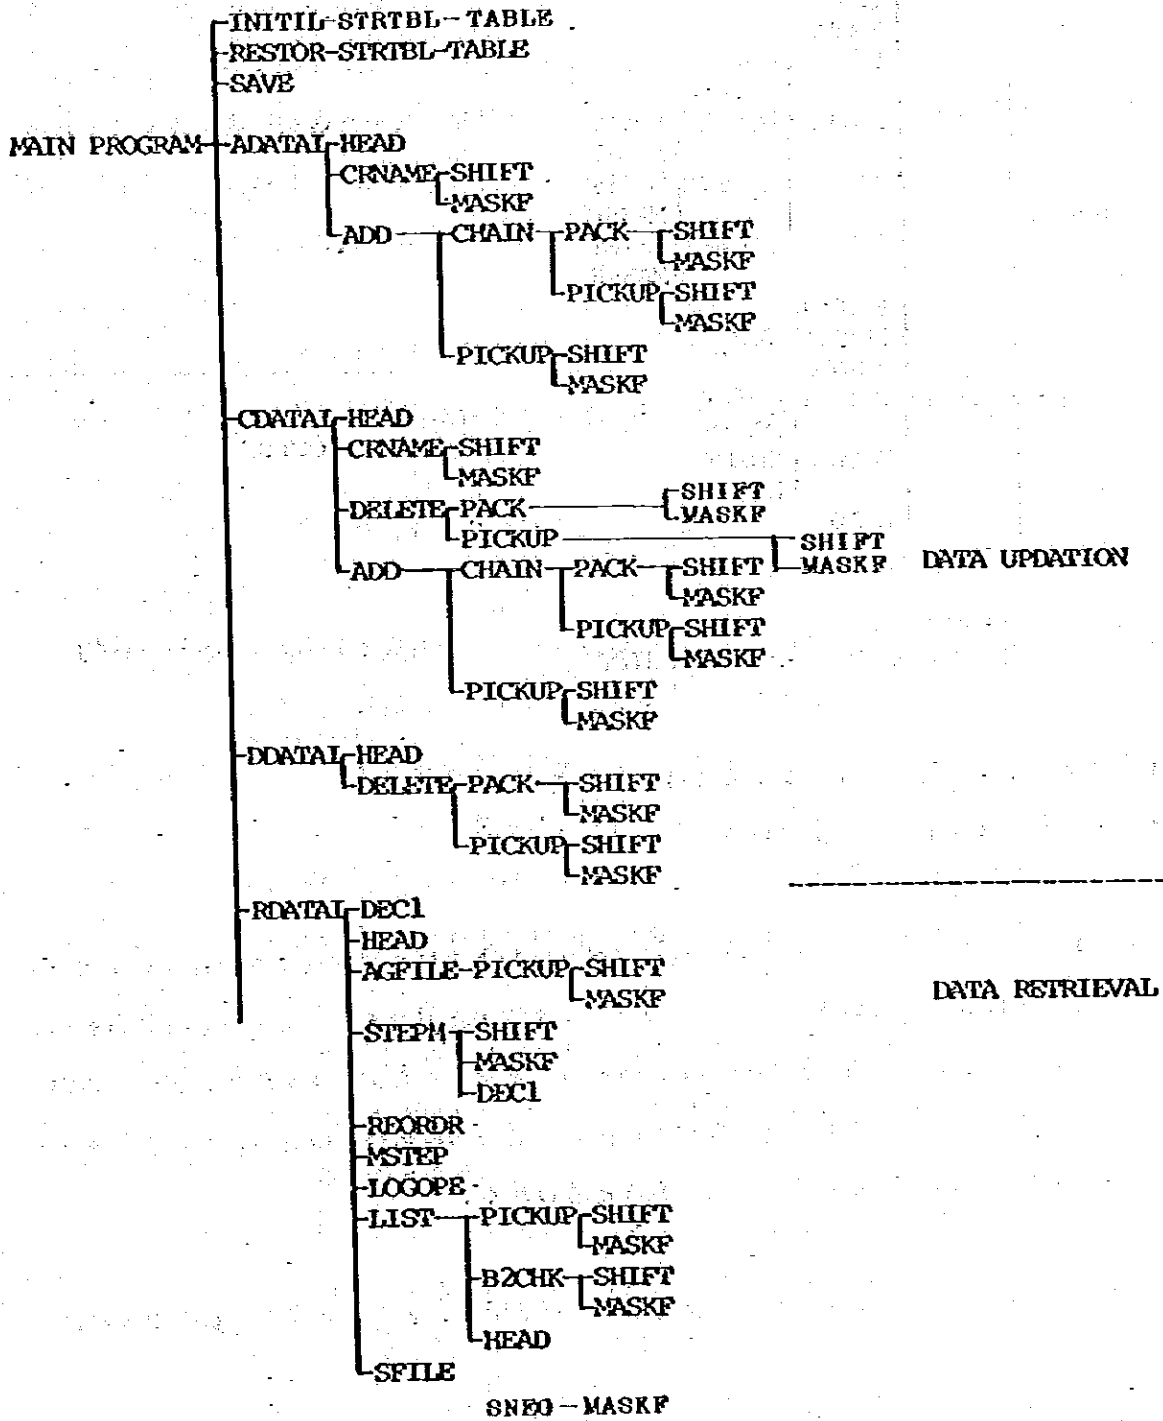 INITIL-STRTBL-TABLE
RESTOR-STRTBL-TABLE
SAVE
MAIN PROGRAM ADATAI HEAD
CRNAME SHIFT
MASKF
ADD CHAIN PACK SHIFT
MASKF
PICKUP SHIFT
MASKF
PICKUP SHIFT
MASKF
CDATAI HEAD
CRNAME SHIFT
MASKF
DELETE PACK SHIFT
MASKF
PICKUP SHIFT
MASKF DATA UPDATION
ADD CHAIN PACK SHIFT
MASKF
PICKUP SHIFT
MASKF
PICKUP SHIFT
MASKF
DDATAI HEAD
DELETE PACK SHIFT
MASKF
PICKUP SHIFT
MASKF
RDATAI DEC1
HEAD
AGFILE PICKUP SHIFT
MASKF
DATA RETRIEVAL
STEPM SHIFT
MASKF
DEC1
REORDR
MSTEP
LOGOPE
LIST PICKUP SHIFT
MASKF
B2CHK SHIFT
MASKF
HEAD
SFILE
SNEO-MASKF